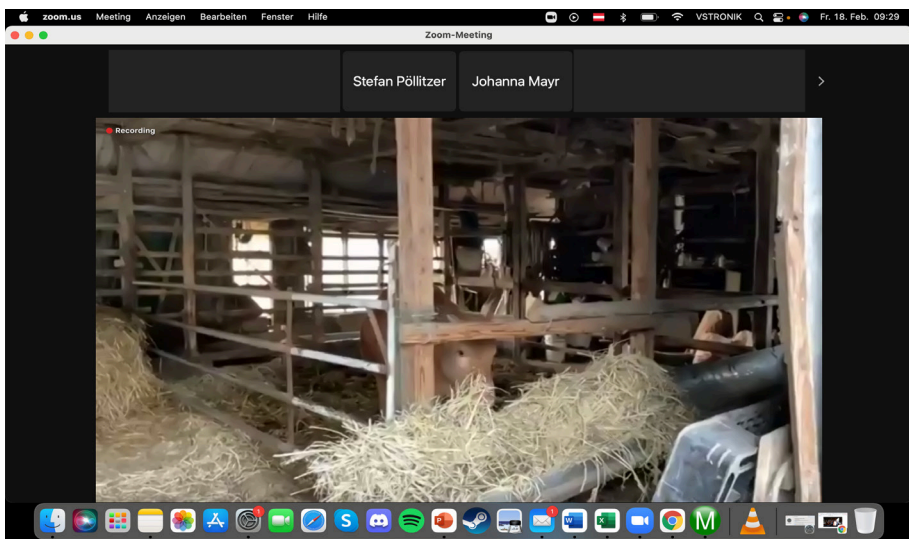 zoom.us Meeting Anzeigen Bearbeiten Fenster Hilfe VSTRONIK Fr. 18. Feb. 09:29
Zoom-Meeting
Stefan Pöllitzer Johanna Mayr
Recording